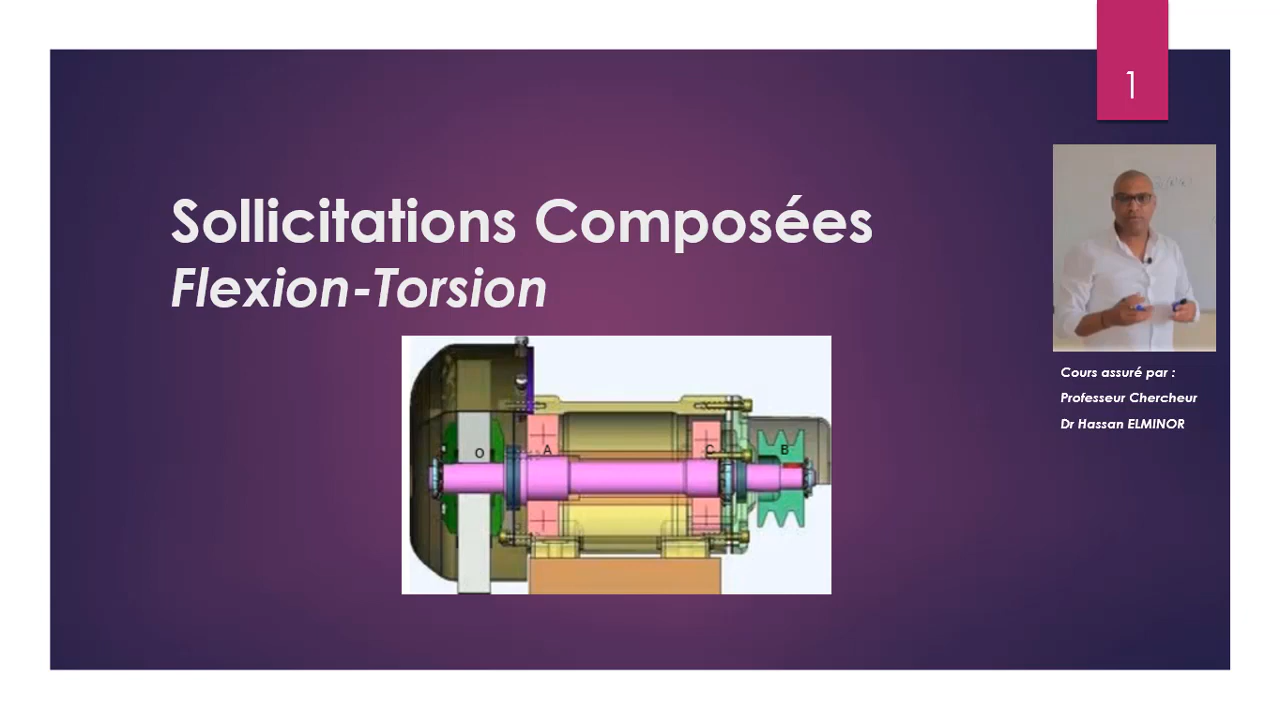 1
Sollicitations Composées
Flexion-Torsion
O
A
C
B
Cours assuré par :
Professeur Chercheur
Dr Hassan ELMINOR